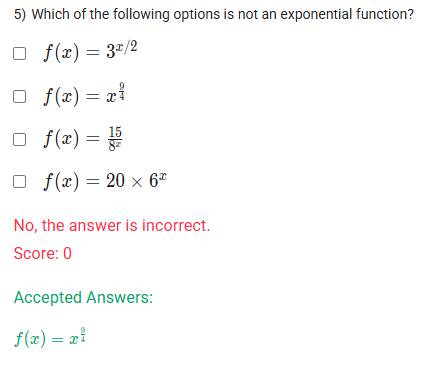 5) Which of the following options is not an exponential function?
f(x) = 3^{x/2}
f(x) = x^{\frac{9}{4}}
f(x) = \frac{15}{8^x}
f(x) = 20 × 6^x
No, the answer is incorrect.
Score: 0
Accepted Answers:
f(x) = x^{\frac{9}{4}}